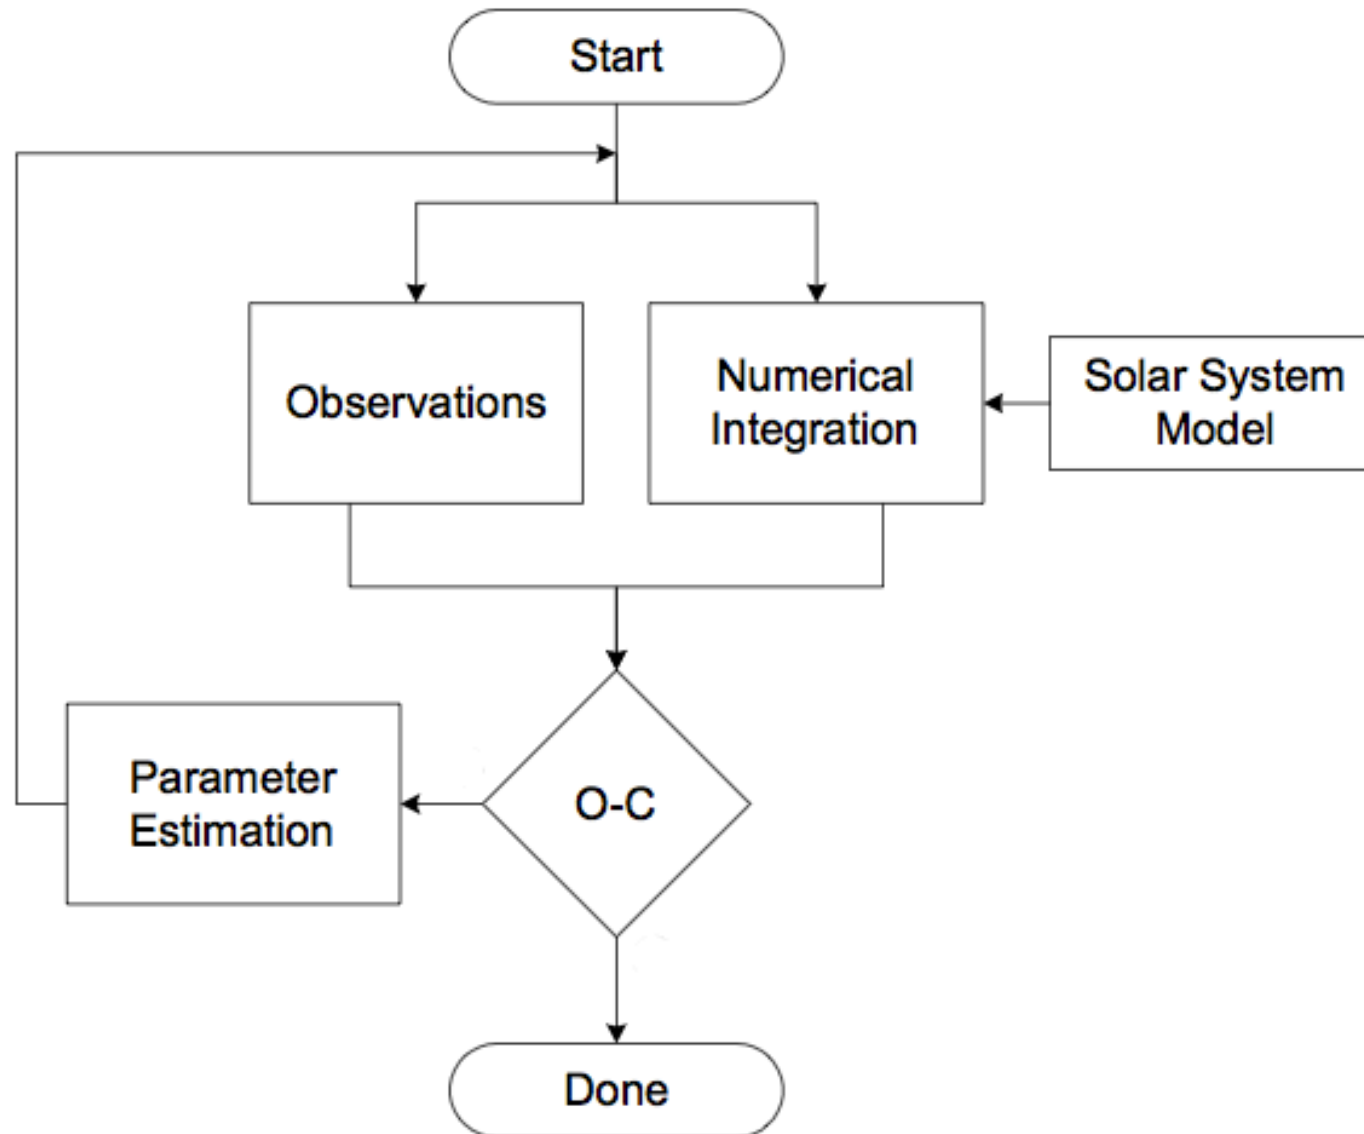 Start
Observations
Numerical
Integration
Solar System
Model
Parameter
Estimation
O-C
Done